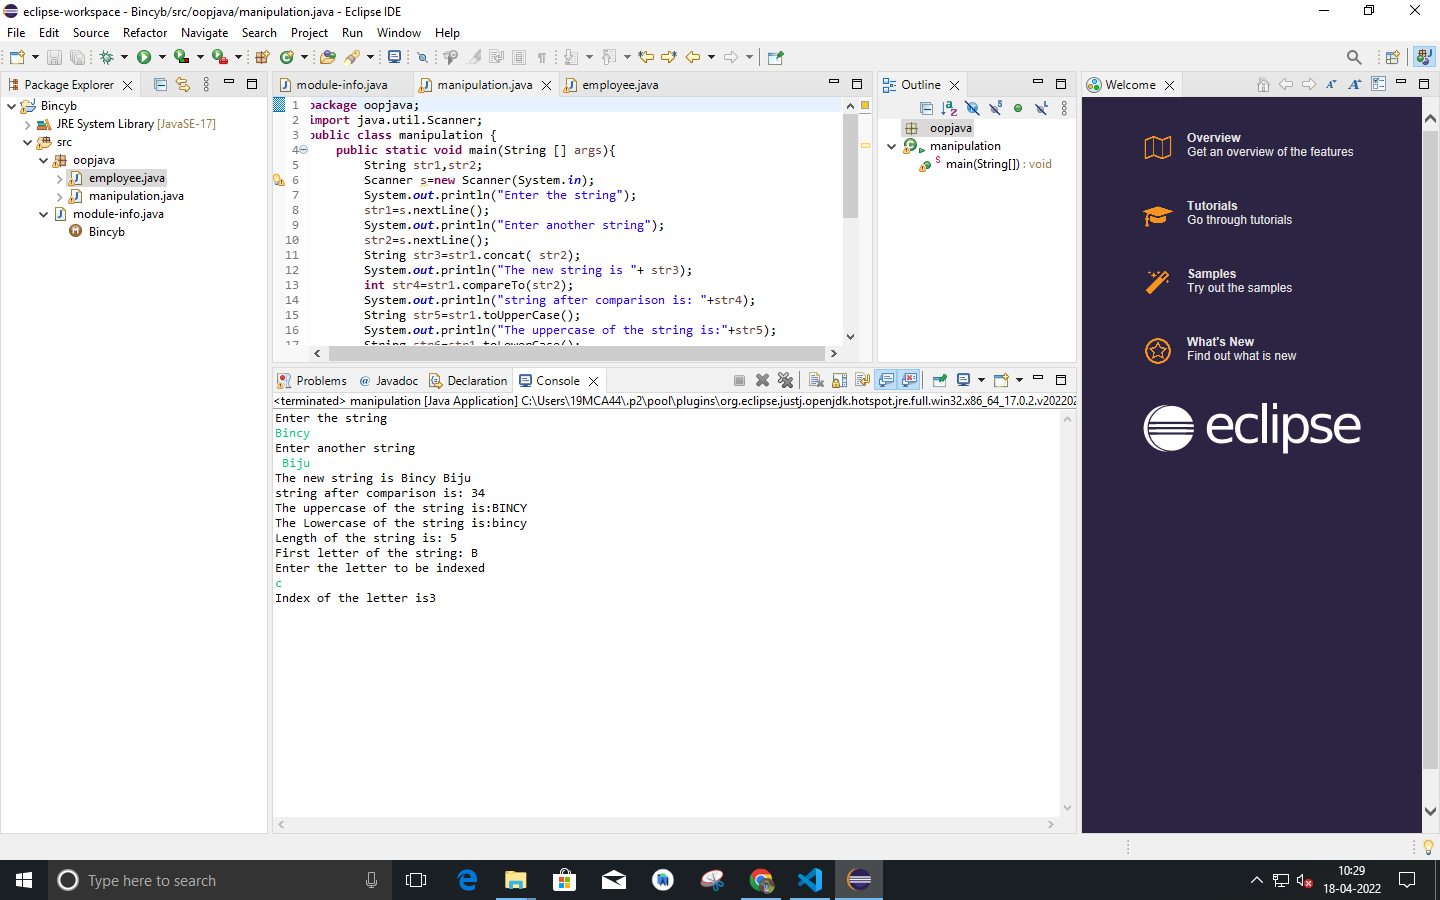 eclipse-workspace - Bincyb/src/oopjava/manipulation.java - Eclipse IDE
File Edit Source Refactor Navigate Search Project Run Window Help
Package Explorer
Bincyb
JRE System Library [JavaSE-17]
src
oopjava
employee.java
manipulation.java
module-info.java
Bincyb
module-info.java manipulation.java employee.java
1 package oopjava;
2 import java.util.Scanner;
3 public class manipulation {
4 public static void main(String [] args){
5 String str1,str2;
6 Scanner s=new Scanner(System.in);
7 System.out.println("Enter the string");
8 str1=s.nextLine();
9 System.out.println("Enter another string");
10 str2=s.nextLine();
11 String str3=str1.concat( str2);
12 System.out.println("The new string is "+ str3);
13 int str4=str1.compareTo(str2);
14 System.out.println("string after comparison is: "+str4);
15 String str5=str1.toUpperCase();
16 System.out.println("The uppercase of the string is:"+str5);
17 String str6=str1.toLowerCase();
Outline
oopjava
manipulation
main(String[]) : void
Problems Javadoc Declaration Console
<terminated> manipulation [Java Application] C:\Users\19MCA44\.p2\pool\plugins\org.eclipse.justj.openjdk.hotspot.jre.full.win32.x86_64_17.0.2.v202202
Enter the string
Bincy
Enter another string
Biju
The new string is Bincy Biju
string after comparison is: 34
The uppercase of the string is:BINCY
The Lowercase of the string is:bincy
Length of the string is: 5
First letter of the string: B
Enter the letter to be indexed
c
Index of the letter is3
Welcome
Overview
Get an overview of the features
Tutorials
Go through tutorials
Samples
Try out the samples
What's New
Find out what is new
eclipse
Type here to search
10:29
18-04-2022